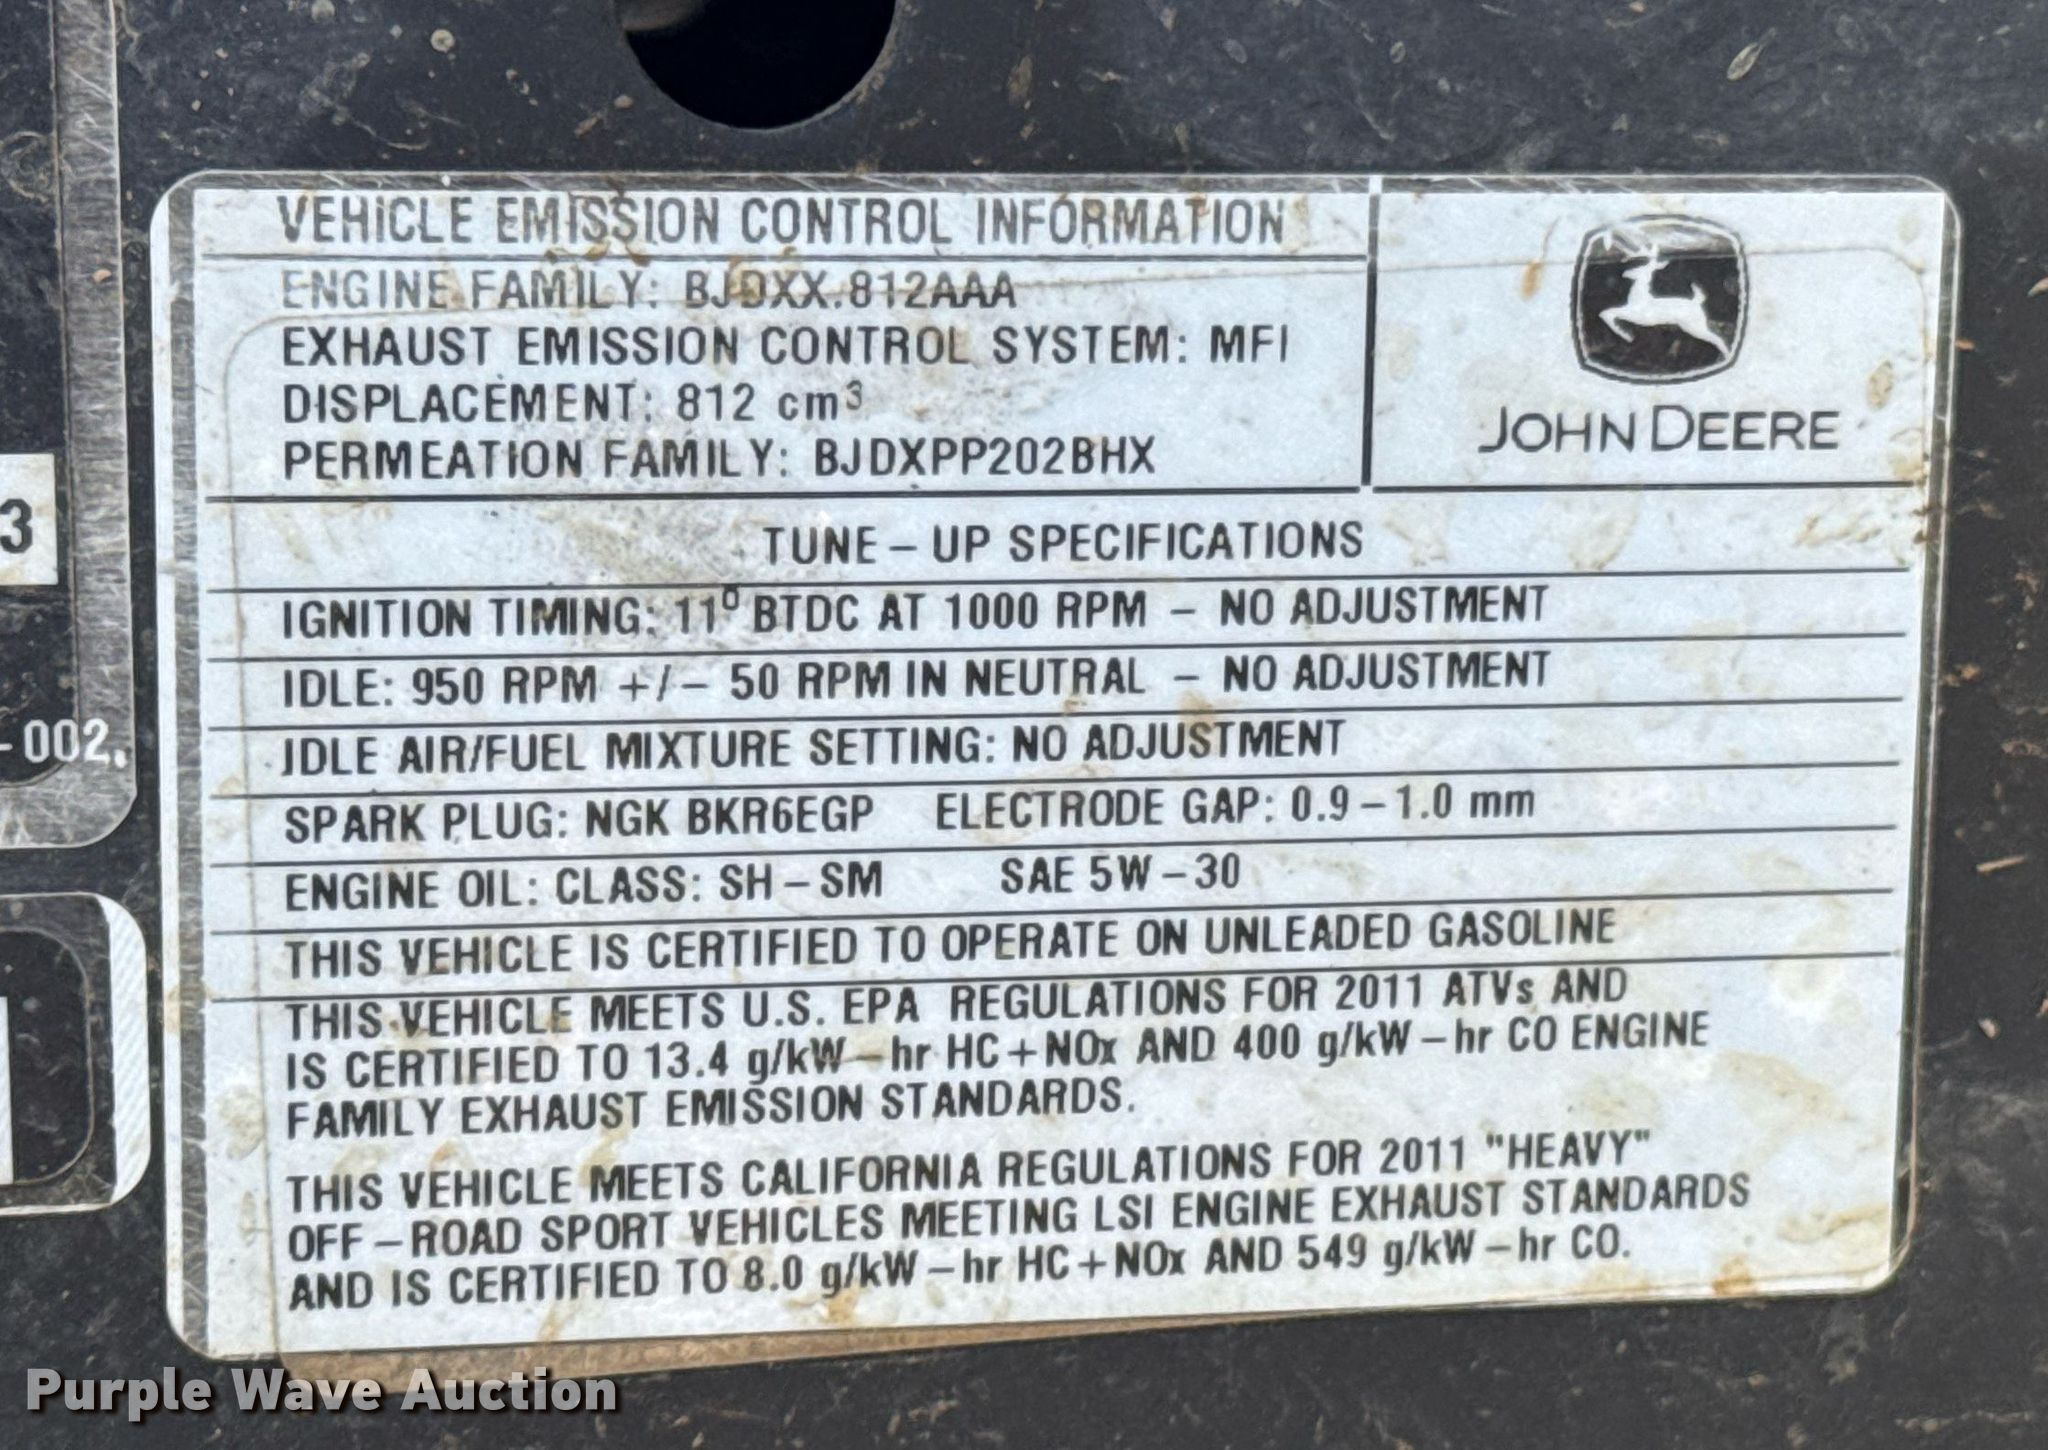 VEHICLE EMISSION CONTROL INFORMATION
ENGINE FAMILY: BJDXX.812AAA
EXHAUST EMISSION CONTROL SYSTEM: MFI
DISPLACEMENT: 812 cm³
PERMEATION FAMILY: BJDXPP202BHX
JOHN DEERE
TUNE-UP SPECIFICATIONS
IGNITION TIMING: 11° BTDC AT 1000 RPM - NO ADJUSTMENT
IDLE: 950 RPM +/- 50 RPM IN NEUTRAL - NO ADJUSTMENT
IDLE AIR/FUEL MIXTURE SETTING: NO ADJUSTMENT
SPARK PLUG: NGK BKR6EGP ELECTRODE GAP: 0.9-1.0 mm
ENGINE OIL: CLASS: SH-SM SAE 5W-30
THIS VEHICLE IS CERTIFIED TO OPERATE ON UNLEADED GASOLINE
THIS VEHICLE MEETS U.S. EPA REGULATIONS FOR 2011 ATVs AND
IS CERTIFIED TO 13.4 g/kW-hr HC+NOx AND 400 g/kW-hr CO ENGINE
FAMILY EXHAUST EMISSION STANDARDS.
THIS VEHICLE MEETS CALIFORNIA REGULATIONS FOR 2011 "HEAVY"
OFF-ROAD SPORT VEHICLES MEETING LSI ENGINE EXHAUST STANDARDS
AND IS CERTIFIED TO 8.0 g/kW-hr HC+NOx AND 549 g/kW-hr CO.
3
-002.
Purple Wave Auction